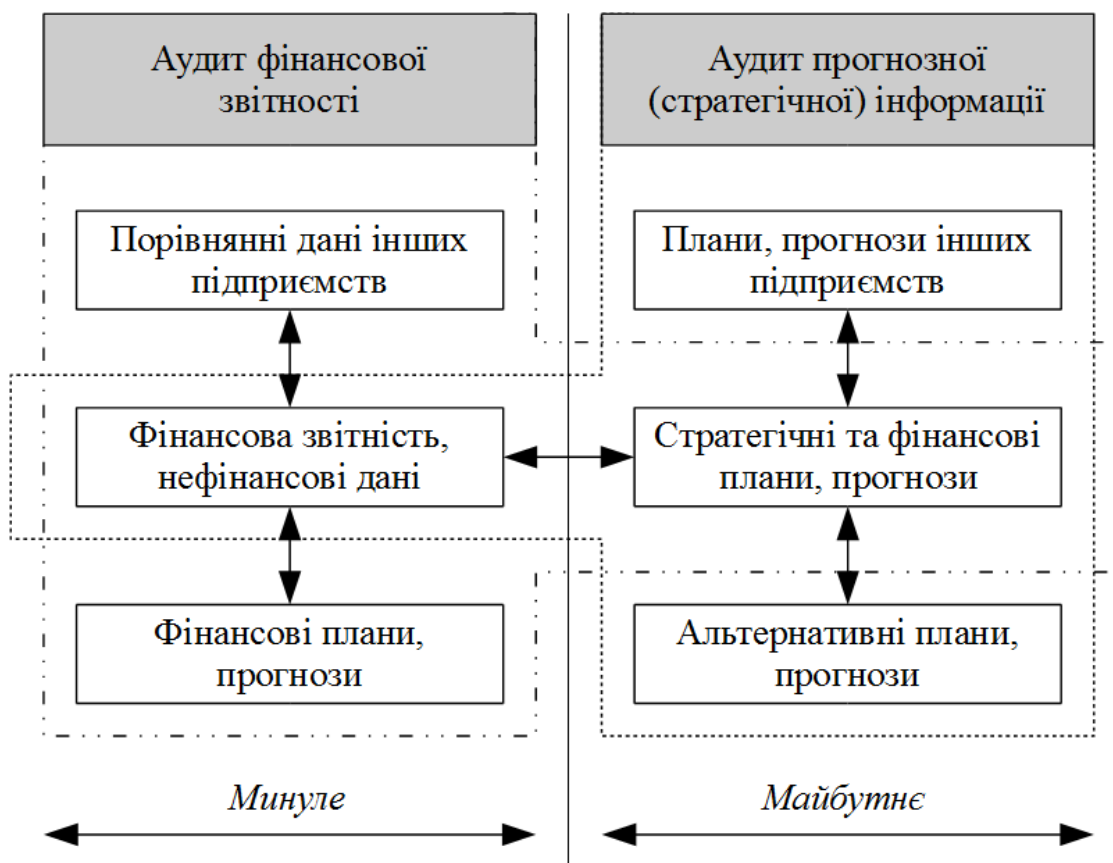 Аудит фінансової
звітності
Аудит прогнозної
(стратегічної) інформації
Порівнянні дані інших
підприємств
Плани, прогнози інших
підприємств
Фінансова звітність,
нефінансові дані
Стратегічні та фінансові
плани, прогнози
Фінансові плани,
прогнози
Альтернативні плани,
прогнози
Минуле
Майбутнє